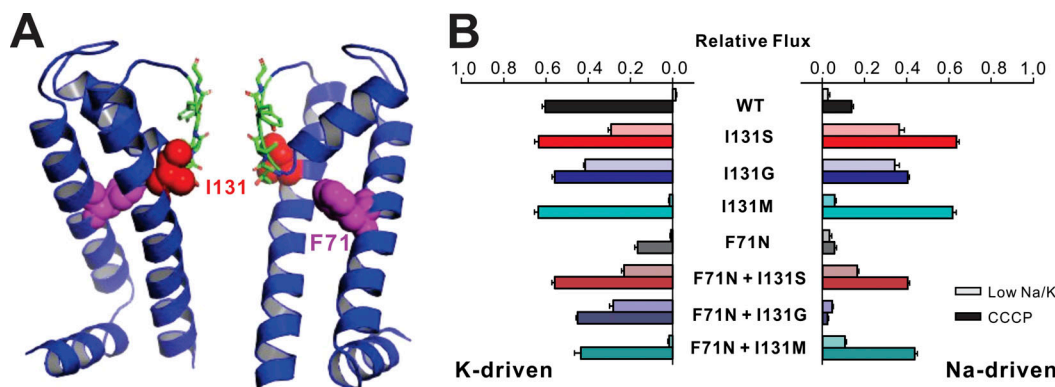 A
I131
F71
B
Relative Flux
1.0 0.8 0.6 0.4 0.2 0.0
0.0 0.2 0.4 0.6 0.8 1.0
WT
I131S
I131G
I131M
F71N
F71N + I131S
F71N + I131G
F71N + I131M
Low Na/K
CCCP
K-driven
Na-driven